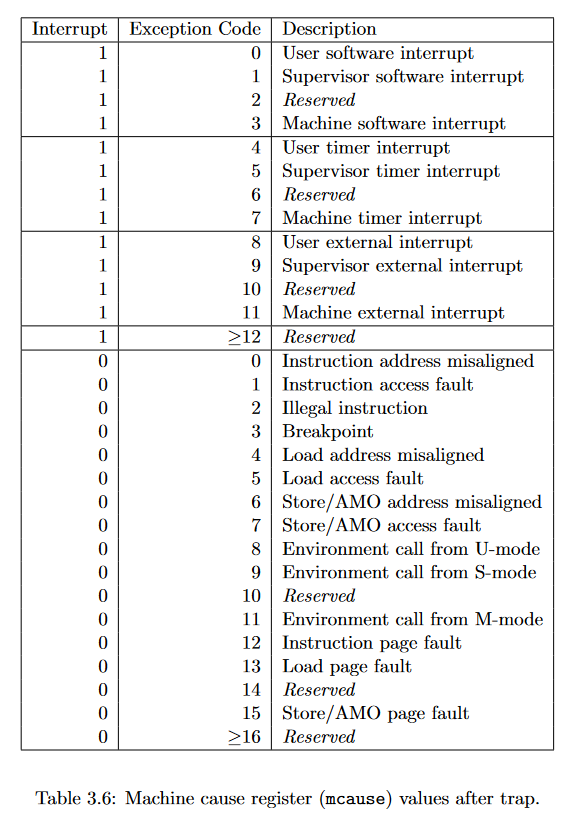 Interrupt Exception Code Description
1 0 User software interrupt
1 1 Supervisor software interrupt
1 2 Reserved
1 3 Machine software interrupt
1 4 User timer interrupt
1 5 Supervisor timer interrupt
1 6 Reserved
1 7 Machine timer interrupt
1 8 User external interrupt
1 9 Supervisor external interrupt
1 10 Reserved
1 11 Machine external interrupt
1 ≥12 Reserved
0 0 Instruction address misaligned
0 1 Instruction access fault
0 2 Illegal instruction
0 3 Breakpoint
0 4 Load address misaligned
0 5 Load access fault
0 6 Store/AMO address misaligned
0 7 Store/AMO access fault
0 8 Environment call from U-mode
0 9 Environment call from S-mode
0 10 Reserved
0 11 Environment call from M-mode
0 12 Instruction page fault
0 13 Load page fault
0 14 Reserved
0 15 Store/AMO page fault
0 ≥16 Reserved
Table 3.6: Machine cause register (mcause) values after trap.